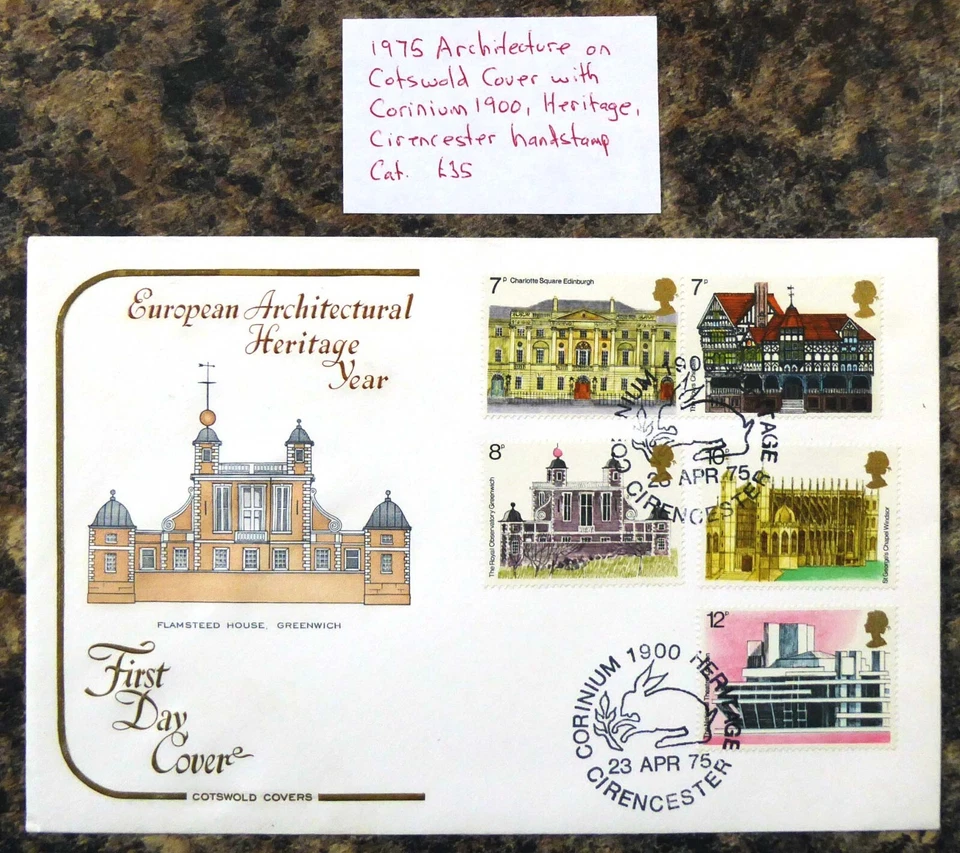 1975 Architecture on
Cotswold Cover with
Corinium 1900, Heritage,
Cirencester handstamp
Cat. £35
European Architectural
Heritage
Year
FLAMSTEED HOUSE, GREENWICH
First
Day
Cover
COTSWOLD COVERS
7P Charlotte Square Edinburgh
7P
8P
The Royal Observatory Greenwich
10P
St George's Chapel Windsor
12P
CORINIUM 1900 HERITAGE
23 APR 75
CIRENCESTER
CORINIUM 1900 HERITAGE
23 APR 75
CIRENCESTER